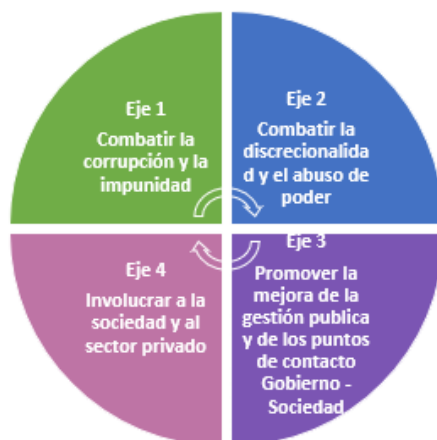 Eje 1
Combatir la
corrupción y la
impunidad
Eje 2
Combatir la
discrecionalida
d y el abuso de
poder
Eje 4
Involucrar a la
sociedad y al
sector privado
Eje 3
Promover la
mejora de la
gestión publica
y de los puntos
de contacto
Gobierno -
Sociedad